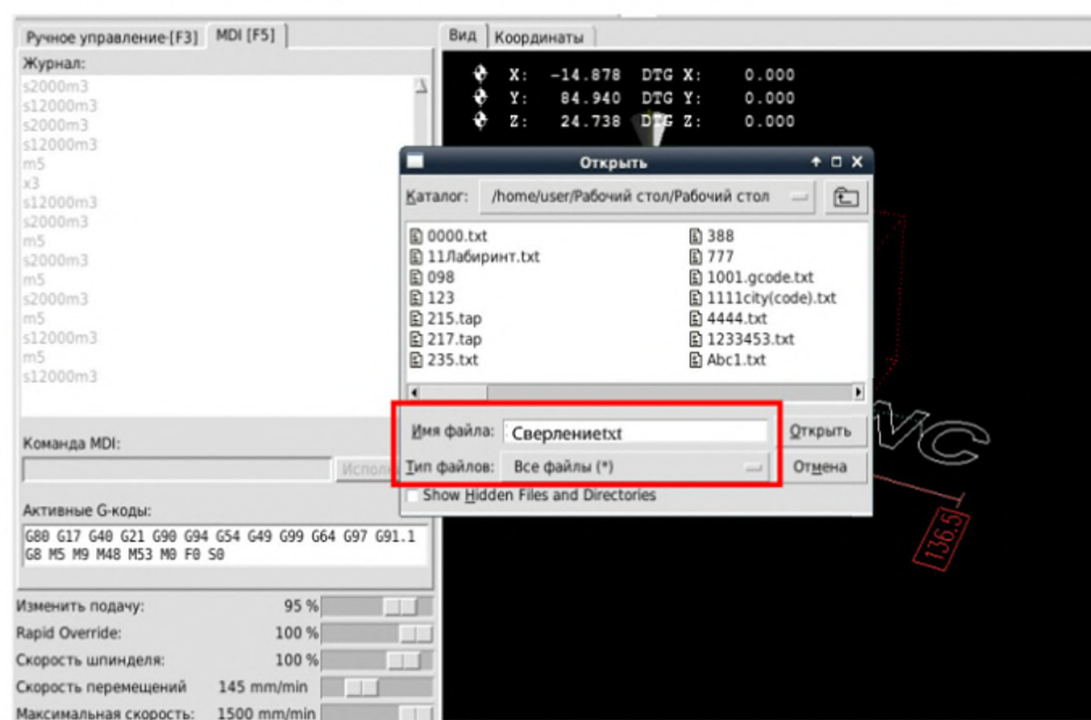 Ручное управление [F3]
MDI [F5]
Журнал:
s2000m3
s12000m3
s2000m3
s12000m3
m5
x3
s12000m3
s2000m3
m5
s2000m3
m5
s2000m3
m5
s12000m3
m5
s12000m3
Команда MDI:
Активные G-коды:
G80 G17 G40 G21 G90 G94 G54 G49 G99 G64 G97 G91.1
G8 M5 M9 M48 M53 M0 F0 S0
Изменить подачу: 95 %
Rapid Override: 100 %
Скорость шпинделя: 100 %
Скорость перемещений 145 mm/min
Максимальная скорость: 1500 mm/min
Вид
Координаты
X: -14.878 DTG X: 0.000
Y: 84.940 DTG Y: 0.000
Z: 24.738 DTG Z: 0.000
Открыть
Каталог: /home/user/Рабочий стол/Рабочий стол
0000.txt
11Лабиринт.txt
098
123
215.tap
217.tap
235.txt
388
777
1001.gcode.txt
1111city(code).txt
4444.txt
1233453.txt
Abc1.txt
Имя файла: Сверлениеtxt
Открыть
Тип файлов: Все файлы (*)
Отмена
Show Hidden Files and Directories
NC
136.5